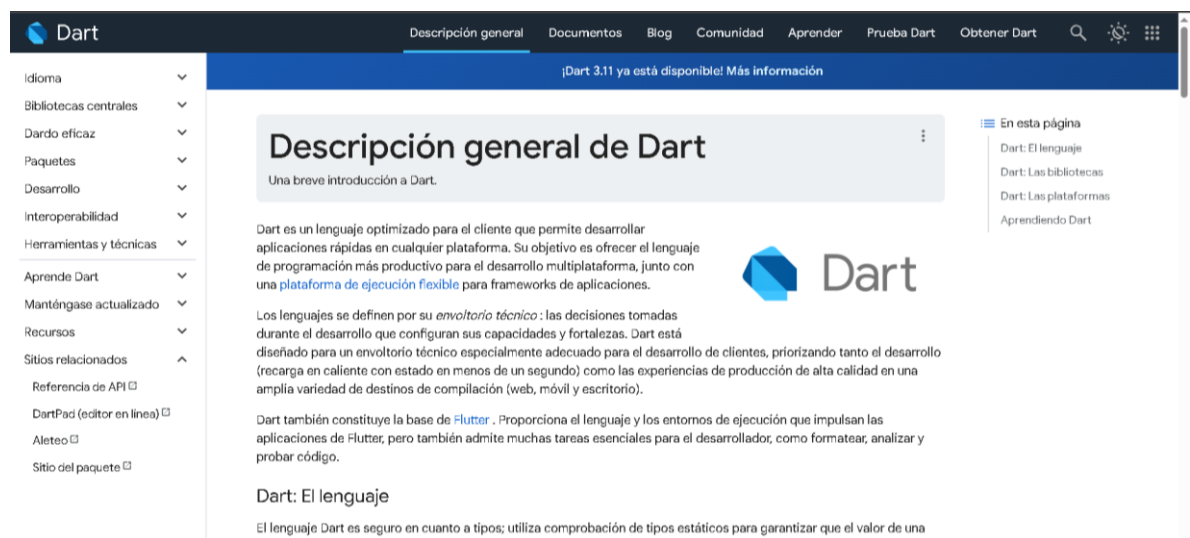 Dart
Descripción general
Documentos
Blog
Comunidad
Aprender
Prueba Dart
Obtener Dart
¡Dart 3.11 ya está disponible! Más información
Idioma
Bibliotecas centrales
Dardo eficaz
Paquetes
Desarrollo
Interoperabilidad
Herramientas y técnicas
Aprende Dart
Manténgase actualizado
Recursos
Sitios relacionados
Referencia de API
DartPad (editor en línea)
Aleteo
Sitio del paquete
Descripción general de Dart
Una breve introducción a Dart.
Dart es un lenguaje optimizado para el cliente que permite desarrollar
aplicaciones rápidas en cualquier plataforma. Su objetivo es ofrecer el lenguaje
de programación más productivo para el desarrollo multiplataforma, junto con
una plataforma de ejecución flexible para frameworks de aplicaciones.
Dart
Los lenguajes se definen por su envoltorio técnico : las decisiones tomadas
durante el desarrollo que configuran sus capacidades y fortalezas. Dart está
diseñado para un envoltorio técnico especialmente adecuado para el desarrollo de clientes, priorizando tanto el desarrollo
(recarga en caliente con estado en menos de un segundo) como las experiencias de producción de alta calidad en una
amplia variedad de destinos de compilación (web, móvil y escritorio).
Dart también constituye la base de Flutter . Proporciona el lenguaje y los entornos de ejecución que impulsan las
aplicaciones de Flutter, pero también admite muchas tareas esenciales para el desarrollador, como formatear, analizar y
probar código.
Dart: El lenguaje
El lenguaje Dart es seguro en cuanto a tipos; utiliza comprobación de tipos estáticos para garantizar que el valor de una
En esta página
Dart: El lenguaje
Dart: Las bibliotecas
Dart: Las plataformas
Aprendiendo Dart